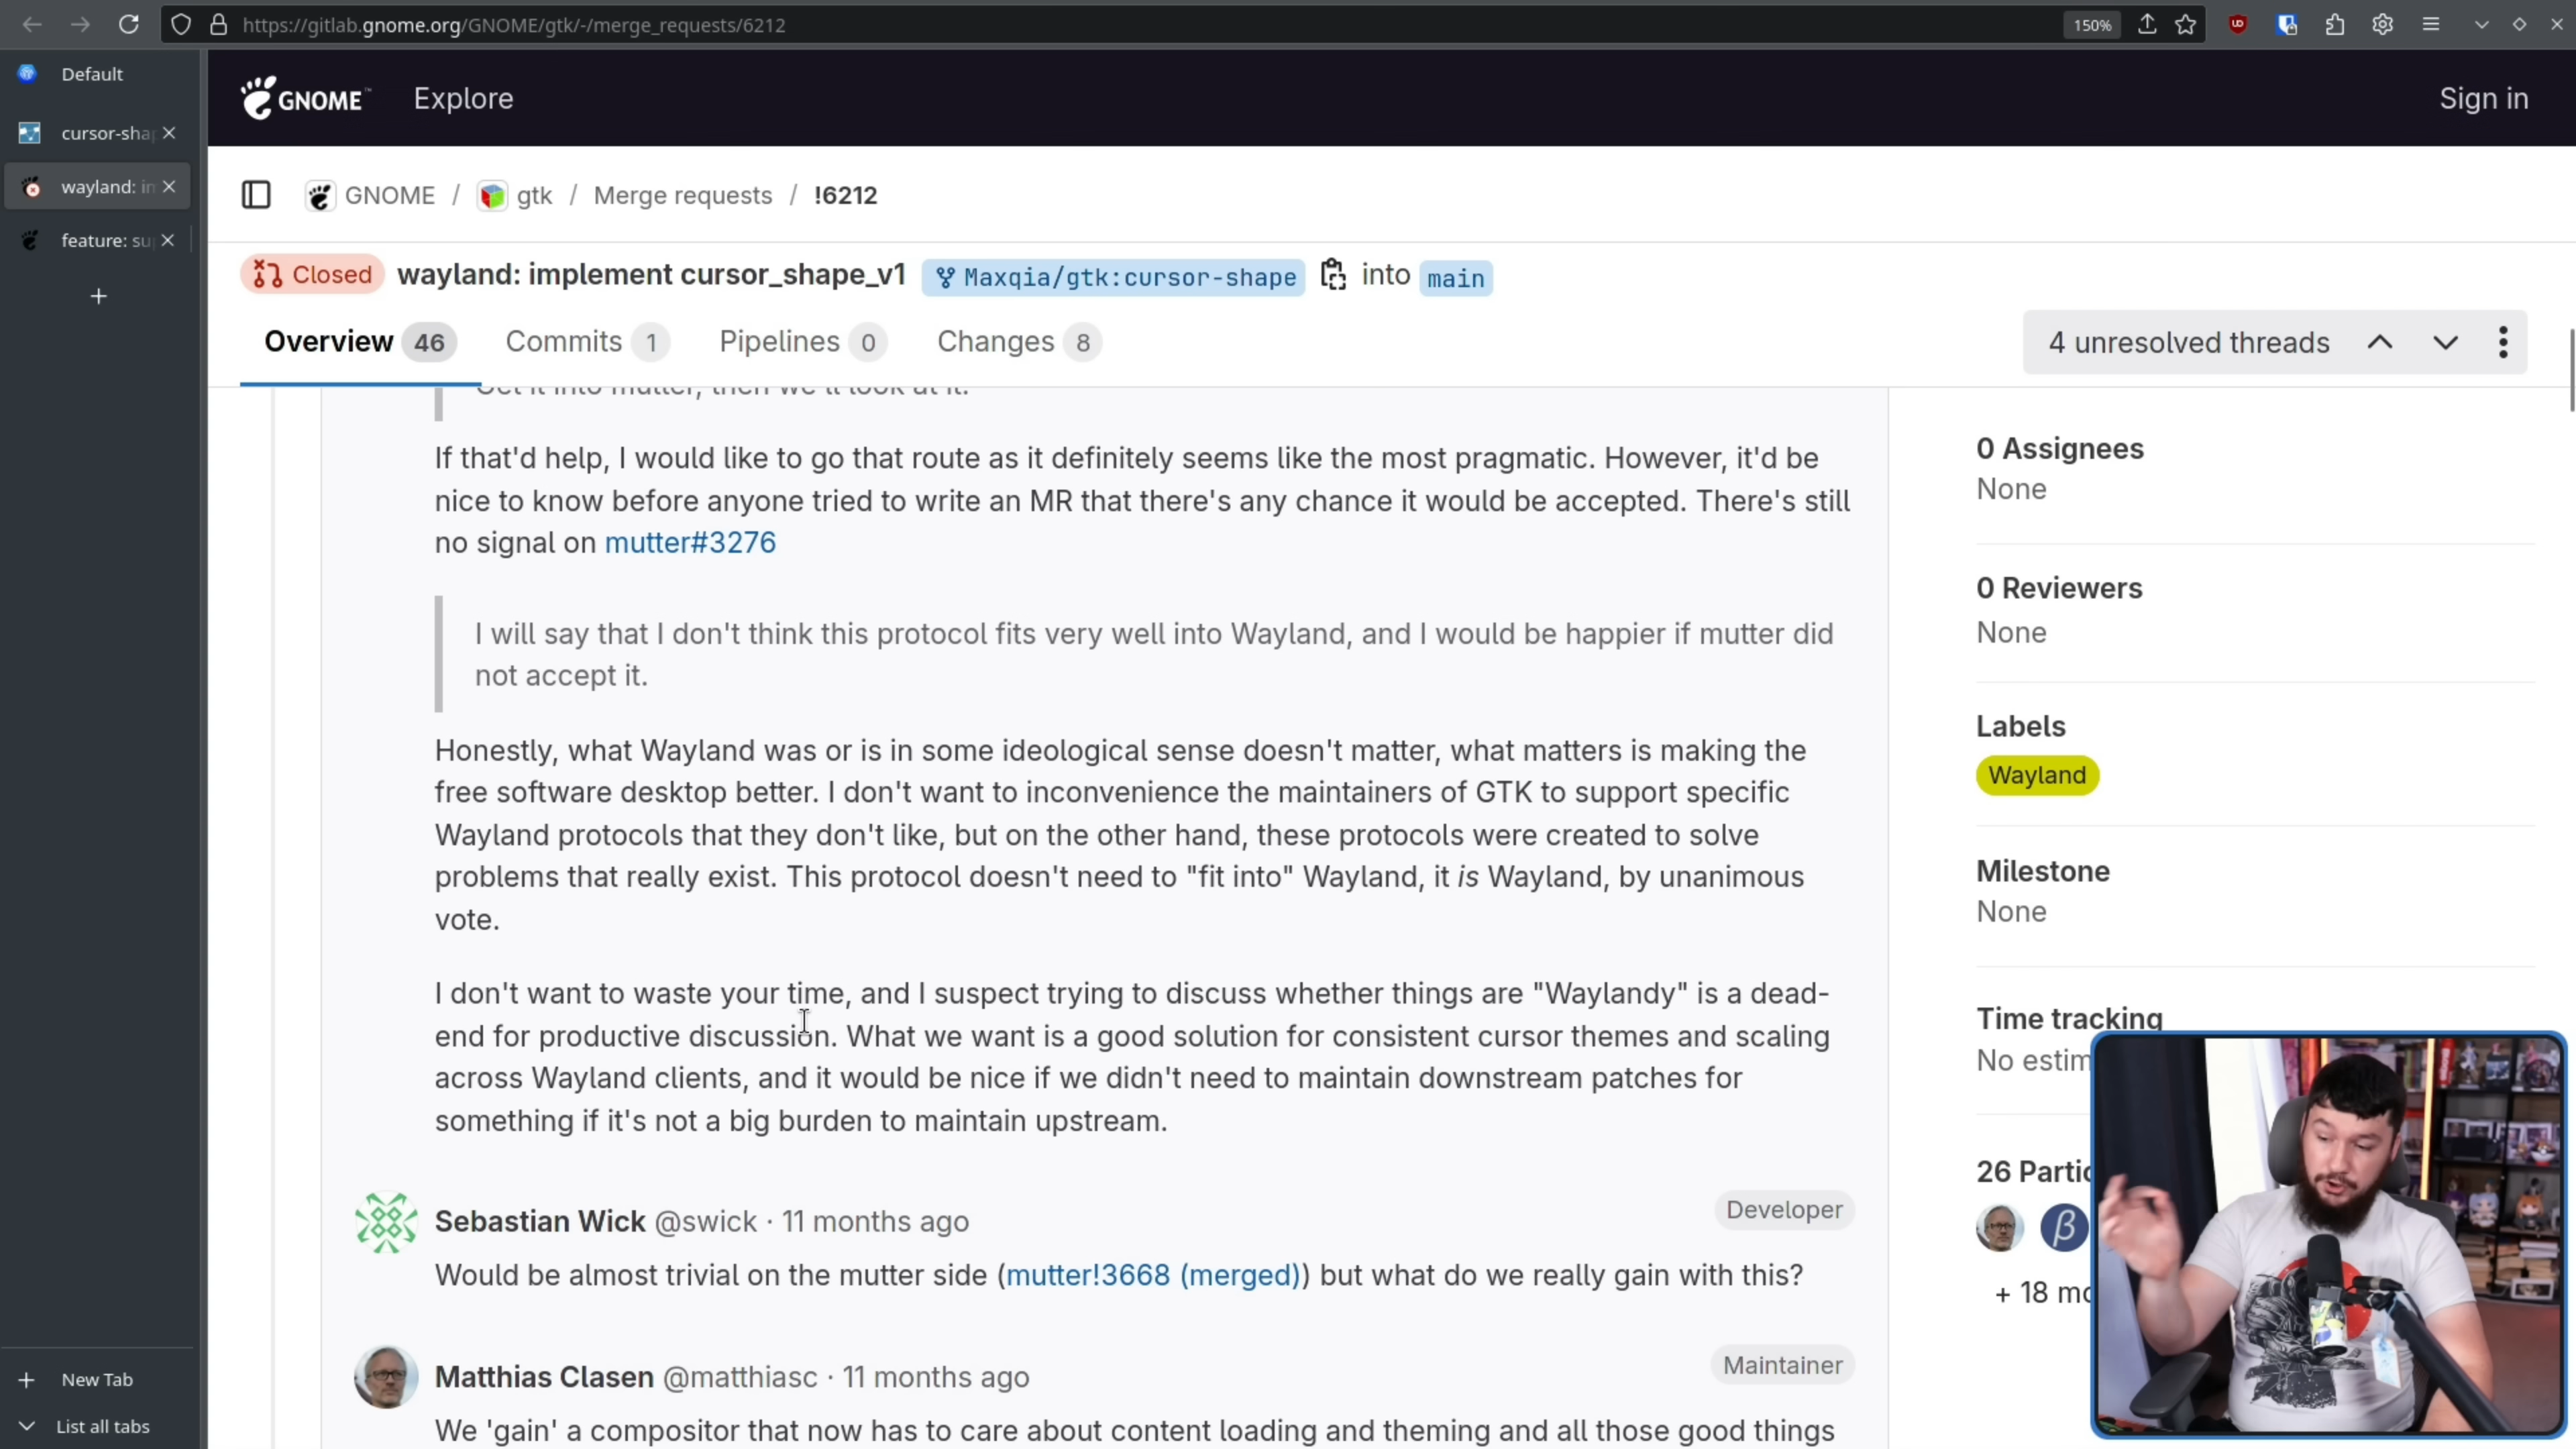 https://gitlab.gnome.org/GNOME/gtk/-/merge_requests/6212
150%
Default
cursor-sha
wayland: in
feature: su
New Tab
List all tabs
GNOME™ Explore
Sign in
GNOME / gtk / Merge requests / !6212
Closed wayland: implement cursor_shape_v1 Maxqia/gtk:cursor-shape into main
Overview 46 Commits 1 Pipelines 0 Changes 8
4 unresolved threads
Get it into mutter, then we'll look at it.
If that'd help, I would like to go that route as it definitely seems like the most pragmatic. However, it'd be
nice to know before anyone tried to write an MR that there's any chance it would be accepted. There's still
no signal on mutter#3276
I will say that I don't think this protocol fits very well into Wayland, and I would be happier if mutter did
not accept it.
Honestly, what Wayland was or is in some ideological sense doesn't matter, what matters is making the
free software desktop better. I don't want to inconvenience the maintainers of GTK to support specific
Wayland protocols that they don't like, but on the other hand, these protocols were created to solve
problems that really exist. This protocol doesn't need to "fit into" Wayland, it is Wayland, by unanimous
vote.
I don't want to waste your time, and I suspect trying to discuss whether things are "Waylandy" is a dead-
end for productive discussion. What we want is a good solution for consistent cursor themes and scaling
across Wayland clients, and it would be nice if we didn't need to maintain downstream patches for
something if it's not a big burden to maintain upstream.
Sebastian Wick @swick · 11 months ago
Developer
Would be almost trivial on the mutter side (mutter!3668 (merged)) but what do we really gain with this?
Matthias Clasen @matthiasc · 11 months ago
Maintainer
We 'gain' a compositor that now has to care about content loading and theming and all those good things
0 Assignees
None
0 Reviewers
None
Labels
Wayland
Milestone
None
Time tracking
No estim
26 Partic
β
+ 18 mo